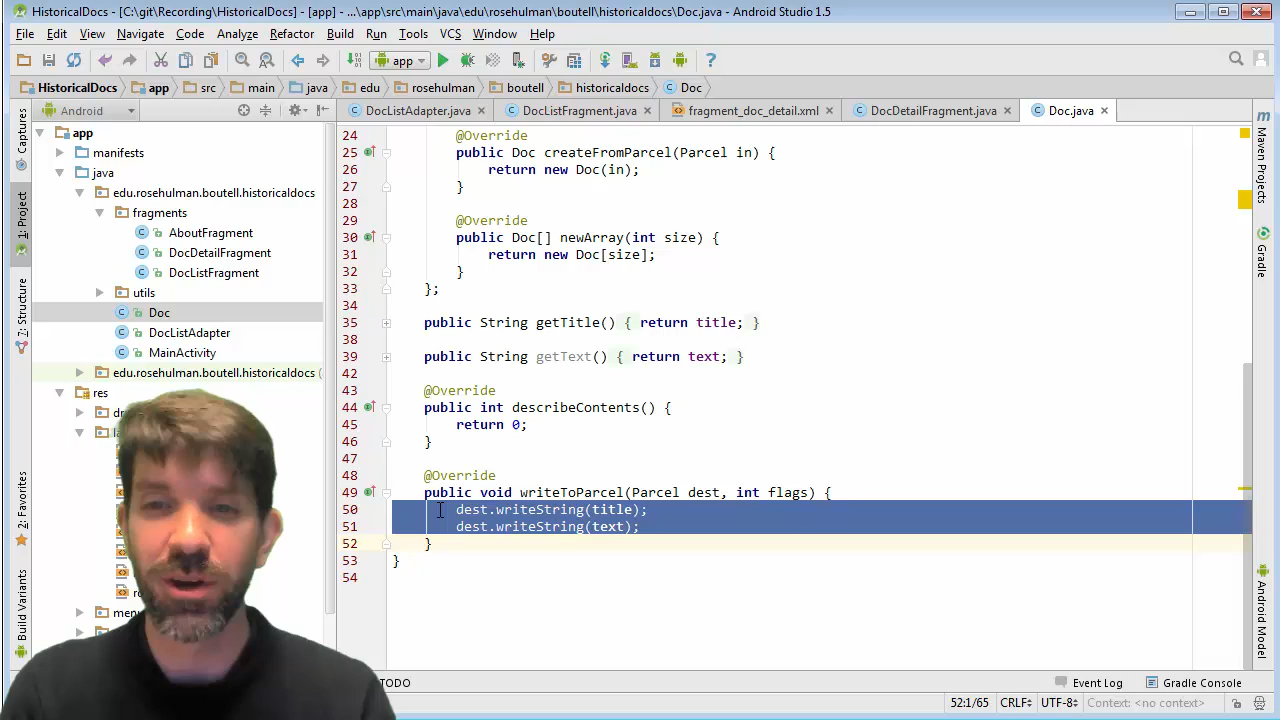 HistoricalDocs - [C:\git\Recording\HistoricalDocs] - [app] - ...\app\src\main\java\edu\rosehulman\boutell\historicaldocs\Doc.java - Android Studio 1.5
File Edit View Navigate Code Analyze Refactor Build Run Tools VCS Window Help
app
HistoricalDocs app src main java edu rosehulman boutell historicaldocs Doc
Android
DocListAdapter.java DocListFragment.java fragment_doc_detail.xml DocDetailFragment.java Doc.java
Captures
1: Project
7: Structure
2: Favorites
Build Variants
app
manifests
java
edu.rosehulman.boutell.historicaldocs
fragments
AboutFragment
DocDetailFragment
DocListFragment
utils
Doc
DocListAdapter
MainActivity
edu.rosehulman.boutell.historicaldocs (
res
24 @Override
25 public Doc createFromParcel(Parcel in) {
26 return new Doc(in);
27 }
28
29 @Override
30 public Doc[] newArray(int size) {
31 return new Doc[size];
32 }
33 };
34
35 public String getTitle() { return title; }
38
39 public String getText() { return text; }
42
43 @Override
44 public int describeContents() {
45 return 0;
46 }
47
48 @Override
49 public void writeToParcel(Parcel dest, int flags) {
50 dest.writeString(title);
51 dest.writeString(text);
52 }
53 }
54
Maven Projects
Gradle
Android Model
TODO Event Log Gradle Console
52:1/65 CRLF UTF-8 Context: <no context>